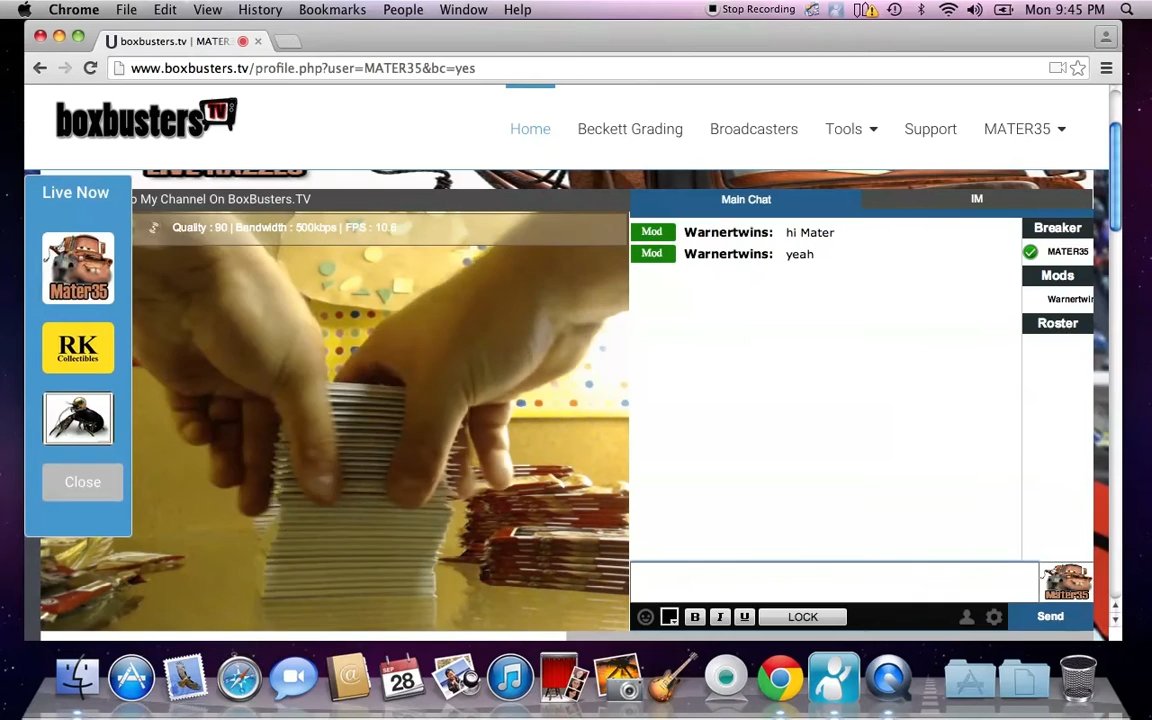 Chrome File Edit View History Bookmarks People Window Help Stop Recording Mon 9:45 PM
boxbusters.tv | MATER
www.boxbusters.tv/profile.php?user=MATER35&bc=yes
boxbusters TV
Home Beckett Grading Broadcasters Tools Support MATER35
Live Now
My Channel On BoxBusters.TV
Main Chat IM
Quality : 90 | Bandwidth : 500kbps | FPS : 10.6
Mod Warnertwins: hi Mater
Mod Warnertwins: yeah
Breaker
MATER35
Mods
Warnertwi
Roster
Mater35
RK
Collectibles
Close
Mater35
B I U LOCK Send
SEP
28